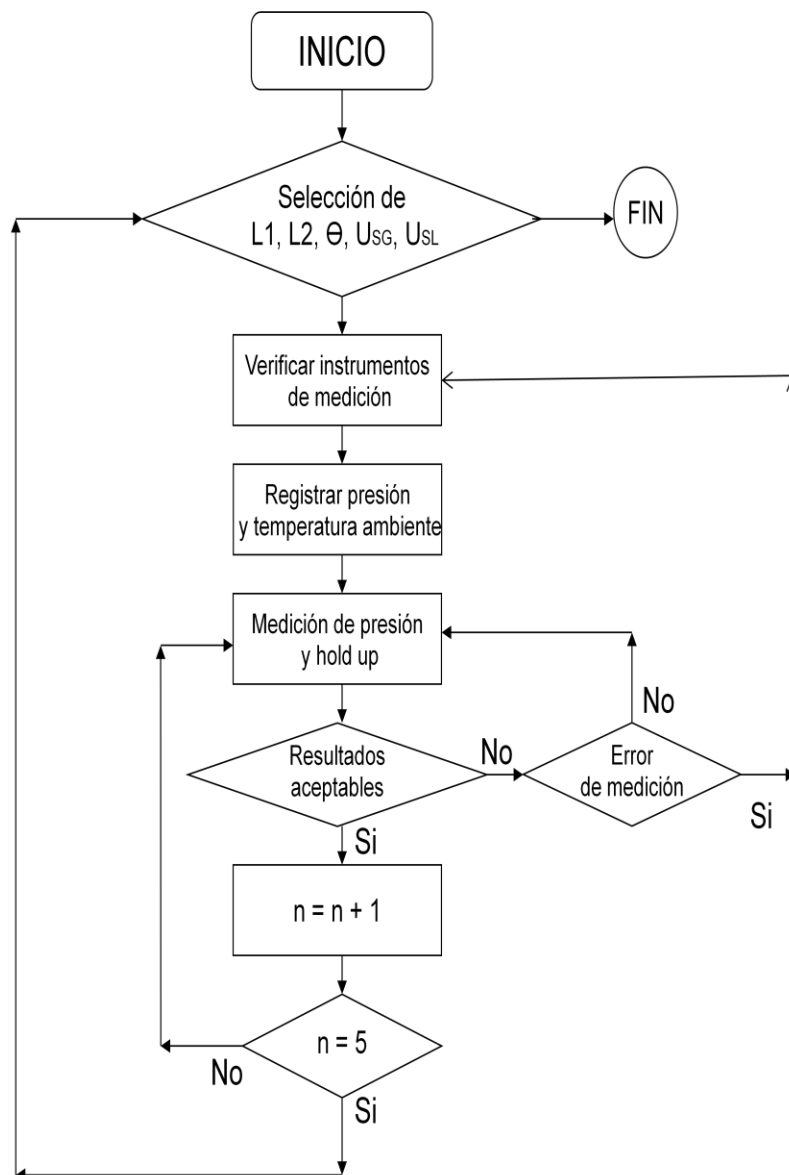 INICIO
Selección de
L1, L2, Ө, USG, USL
FIN
Verificar instrumentos
de medición
Registrar presión
y temperatura ambiente
Medición de presión
y hold up
No
Resultados
aceptables
No
Error
de medición
Si
Si
n = n + 1
n = 5
No
Si